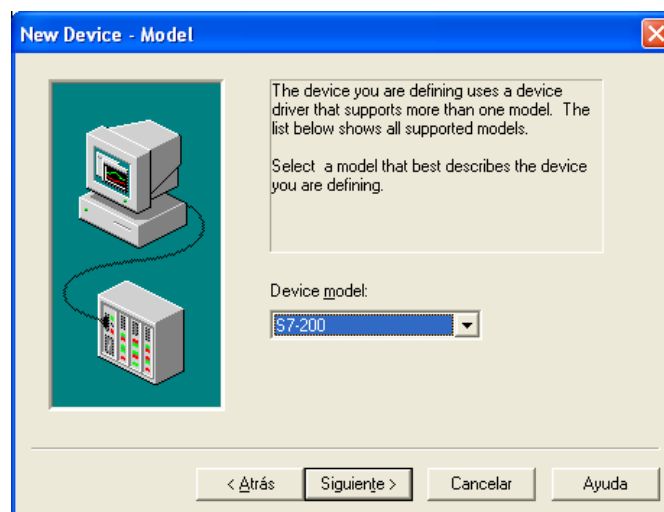 New Device - Model
The device you are defining uses a device
driver that supports more than one model. The
list below shows all supported models.
Select a model that best describes the device
you are defining.
Device model:
S7-200
< Atrás
Siguiente >
Cancelar
Ayuda